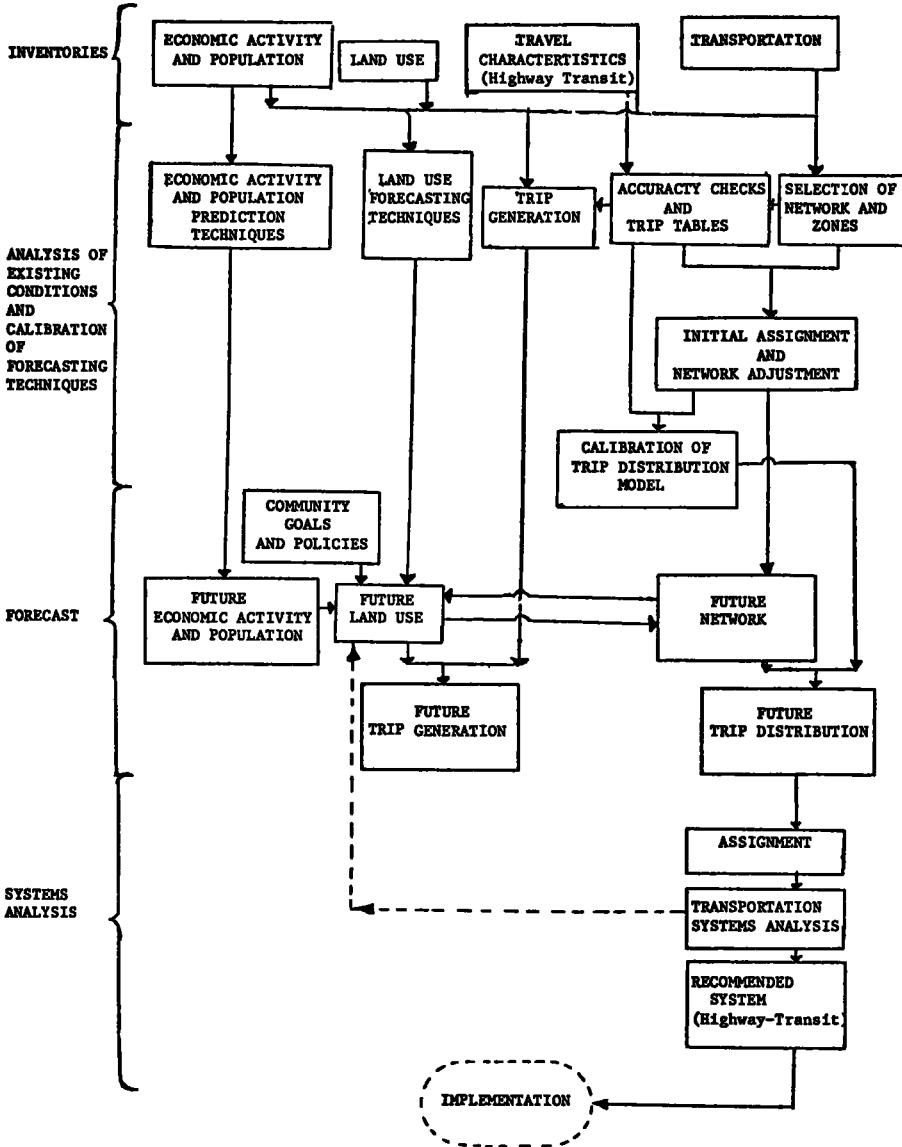 INVENTORIES
ECONOMIC ACTIVITY
AND POPULATION
LAND USE
TRAVEL
CHARACTERTISTICS
(Highway Transit)
TRANSPORTATION
ANALYSIS OF
EXISTING
CONDITIONS
AND
CALIBRATION
OF
FORECASTING
TECHNIQUES
ECONOMIC ACTIVITY
AND POPULATION
PREDICTION
TECHNIQUES
LAND USE
FORECASTING
TECHNIQUES
TRIP
GENERATION
ACCURACTY CHECKS
AND
TRIP TABLES
SELECTION OF
NETWORK AND
ZONES
INITIAL ASSIGNMENT
AND
NETWORK ADJUSTMENT
CALIBRATION OF
TRIP DISTRIBUTION
MODEL
FORECAST
COMMUNITY
GOALS
AND POLICIES
FUTURE
ECONOMIC ACTIVITY
AND POPULATION
FUTURE
LAND USE
FUTURE
NETWORK
FUTURE
TRIP GENERATION
FUTURE
TRIP DISTRIBUTION
SYSTEMS
ANALYSIS
ASSIGNMENT
TRANSPORTATION
SYSTEMS ANALYSIS
RECOMMENDED
SYSTEM
(Highway-Transit)
IMPLEMENTATION